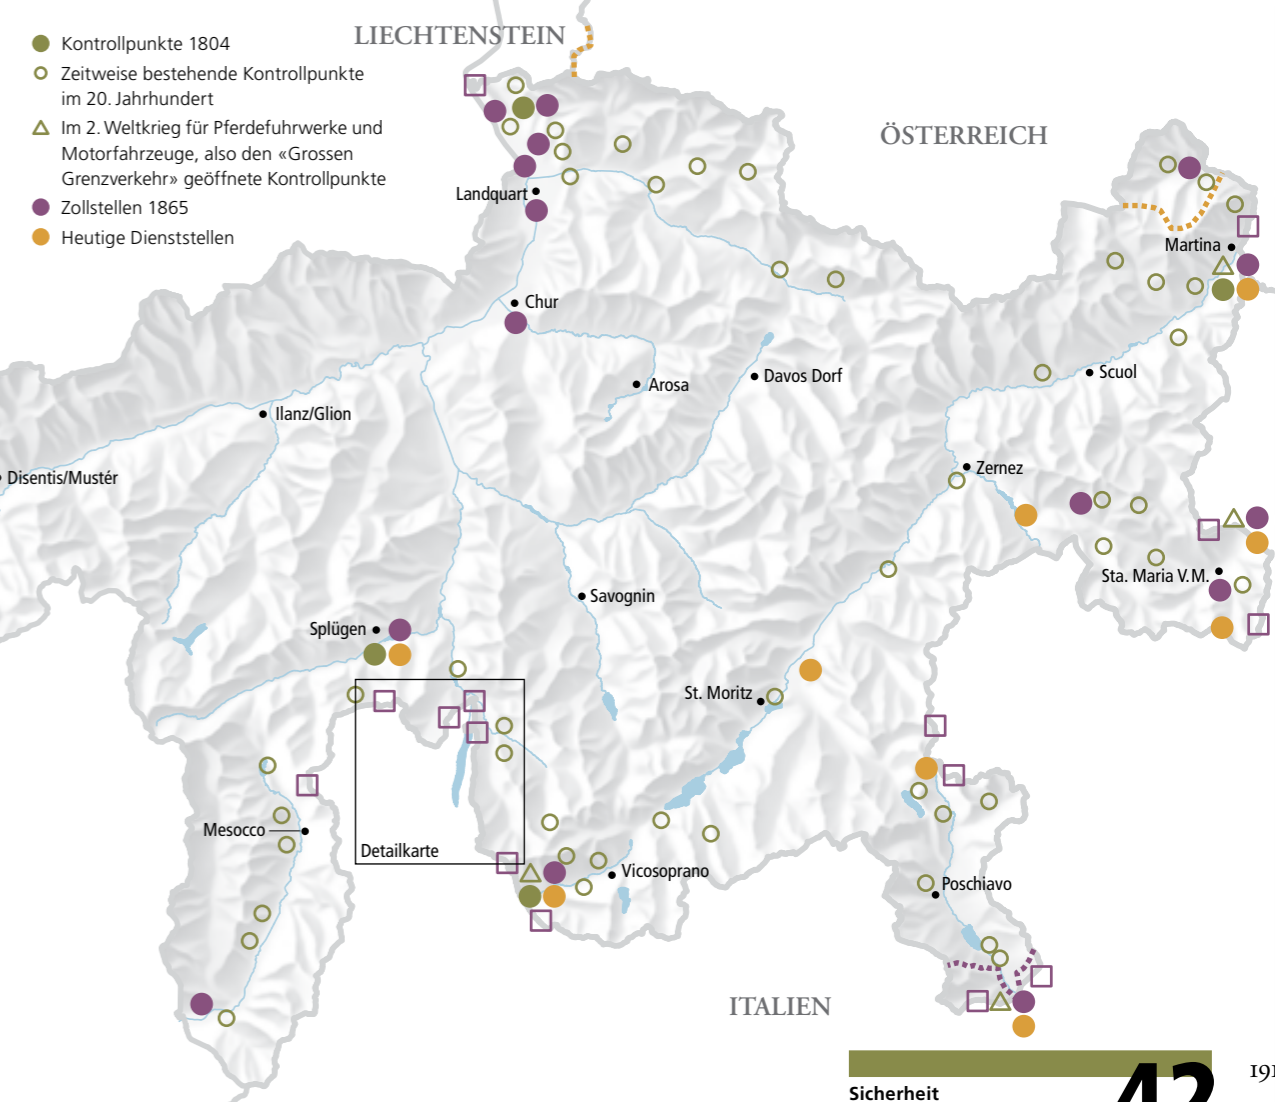 LIECHTENSTEIN
Kontrollpunkte 1804
Zeitweise bestehende Kontrollpunkte
im 20. Jahrhundert
Im 2. Weltkrieg für Pferdefuhrwerke und
Motorfahrzeuge, also den «Grossen
Grenzverkehr» geöffnete Kontrollpunkte
Zollstellen 1865
Heutige Dienststellen
ÖSTERREICH
Landquart
Martina
Chur
Arosa
Davos Dorf
Scuol
Ilanz/Glion
Disentis/Mustér
Zernez
Sta. Maria V. M.
Savognin
Splügen
St. Moritz
Mesocco
Detailkarte
Vicosoprano
Poschiavo
ITALIEN
Sicherheit
42
191